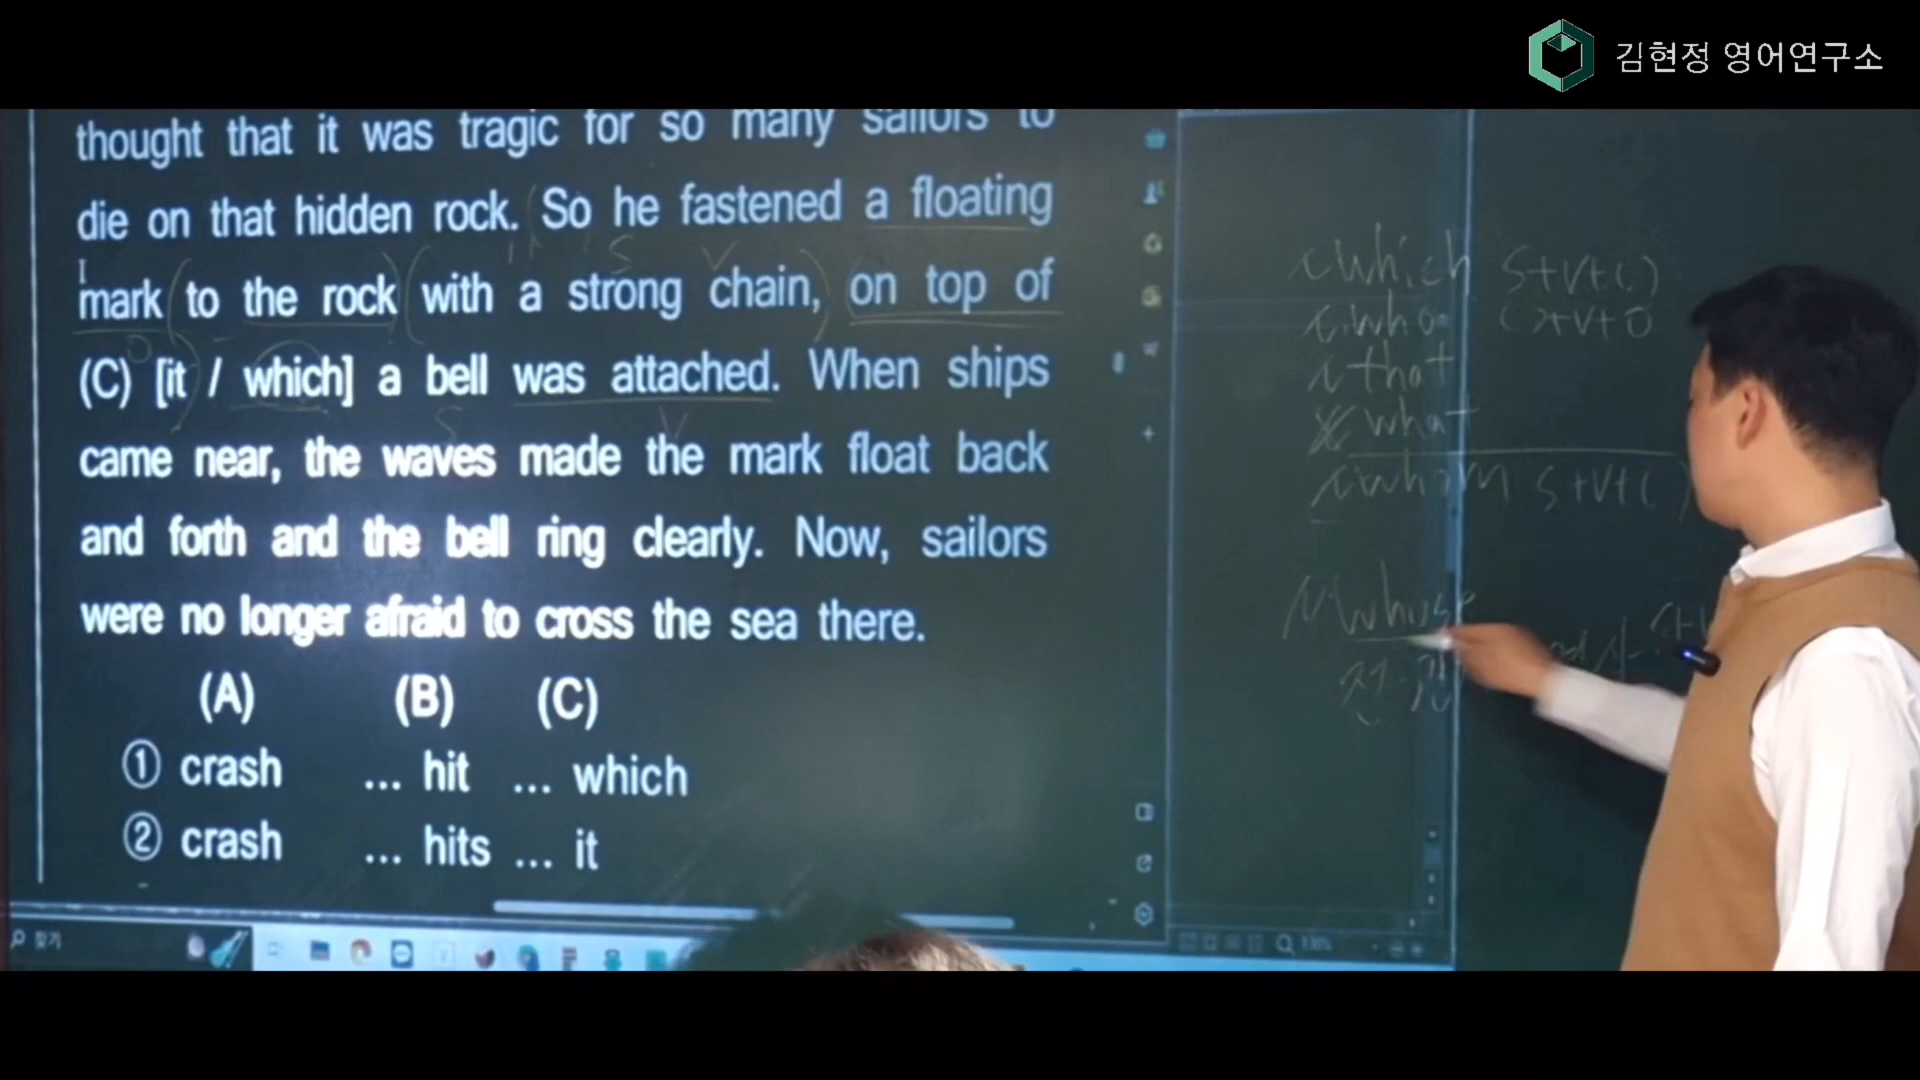 김현정 영어연구소
thought that it was tragic for so many sailors to
die on that hidden rock. So he fastened a floating
mark to the rock with a strong chain, on top of
(C) [it / which] a bell was attached. When ships
came near, the waves made the mark float back
and forth and the bell ring clearly. Now, sailors
were no longer afraid to cross the sea there.
(A) (B) (C)
① crash ... hit ... which
② crash ... hits ... it
찾기
130%
which S+V+( )
who ( )+V+O
that
what
whom S+V+( )
whose
S V
O
S V